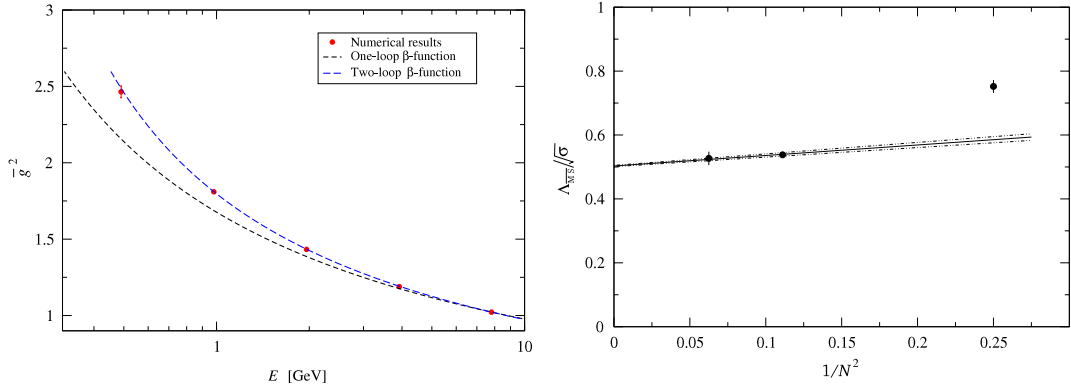 3
2.5
2
1.5
1
g̅ ²
1
10
E [GeV]
Numerical results
One-loop β-function
Two-loop β-function
1
0.8
0.6
0.4
0.2
0
Λ_M̅S̅/√σ
0
0.05
0.1
0.15
0.2
0.25
1/N²